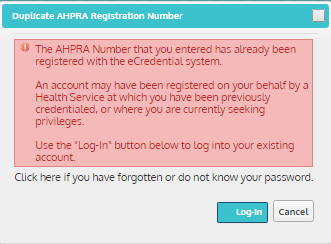 Duplicate AHPRA Registration Number
The AHPRA Number that you entered has already been
registered with the eCredential system.
An account may have been registered on your behalf by a
Health Service at which you have been previously
credentialed, or where you are currently seeking
privileges.
Use the "Log-In" button below to log into your existing
account.
Click here if you have forgotten or do not know your password.
Log-In
Cancel